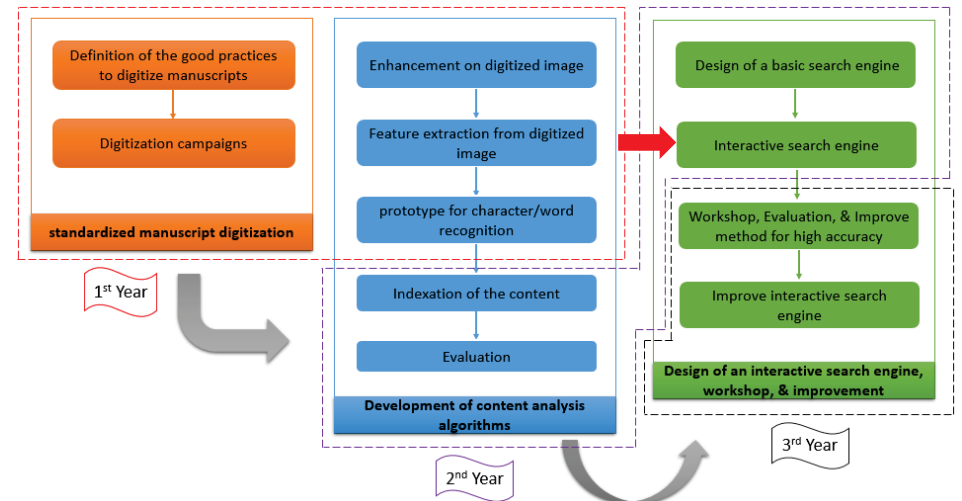 Definition of the good practices
to digitize manuscripts
Digitization campaigns
standardized manuscript digitization
1st Year
Enhancement on digitized image
Feature extraction from digitized
image
prototype for character/word
recognition
Indexation of the content
Evaluation
Development of content analysis
algorithms
2nd Year
Design of a basic search engine
Interactive search engine
Workshop, Evaluation, & Improve
method for high accuracy
Improve interactive search
engine
Design of an interactive search engine,
workshop, & improvement
3rd Year